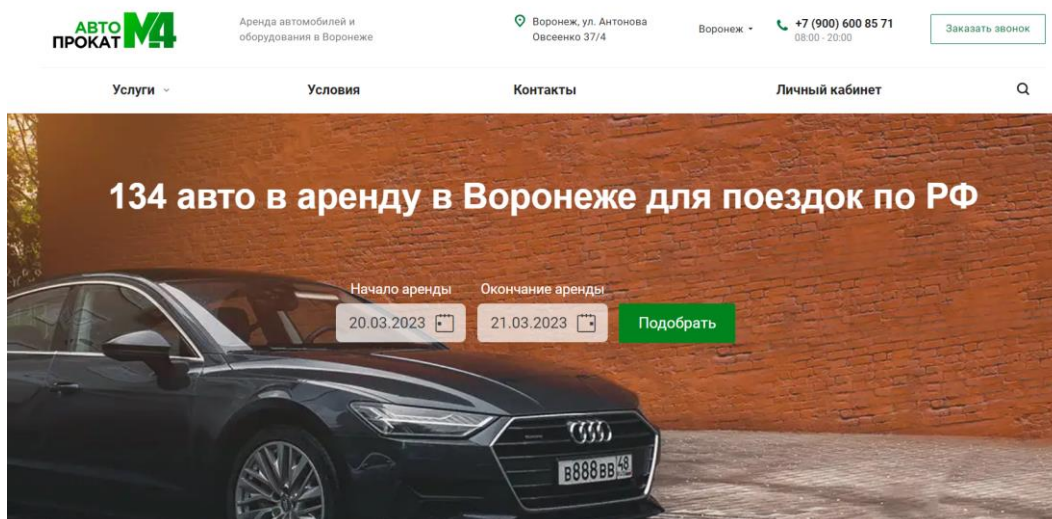 АВТО
ПРОКАТ М4
Аренда автомобилей и
оборудования в Воронеже
Воронеж, ул. Антонова
Овсеенко 37/4
Воронеж
+7 (900) 600 85 71
08:00 - 20:00
Заказать звонок
Услуги
Условия
Контакты
Личный кабинет
134 авто в аренду в Воронеже для поездок по РФ
Начало аренды
Окончание аренды
20.03.2023
21.03.2023
Подобрать
В888ВВ 48